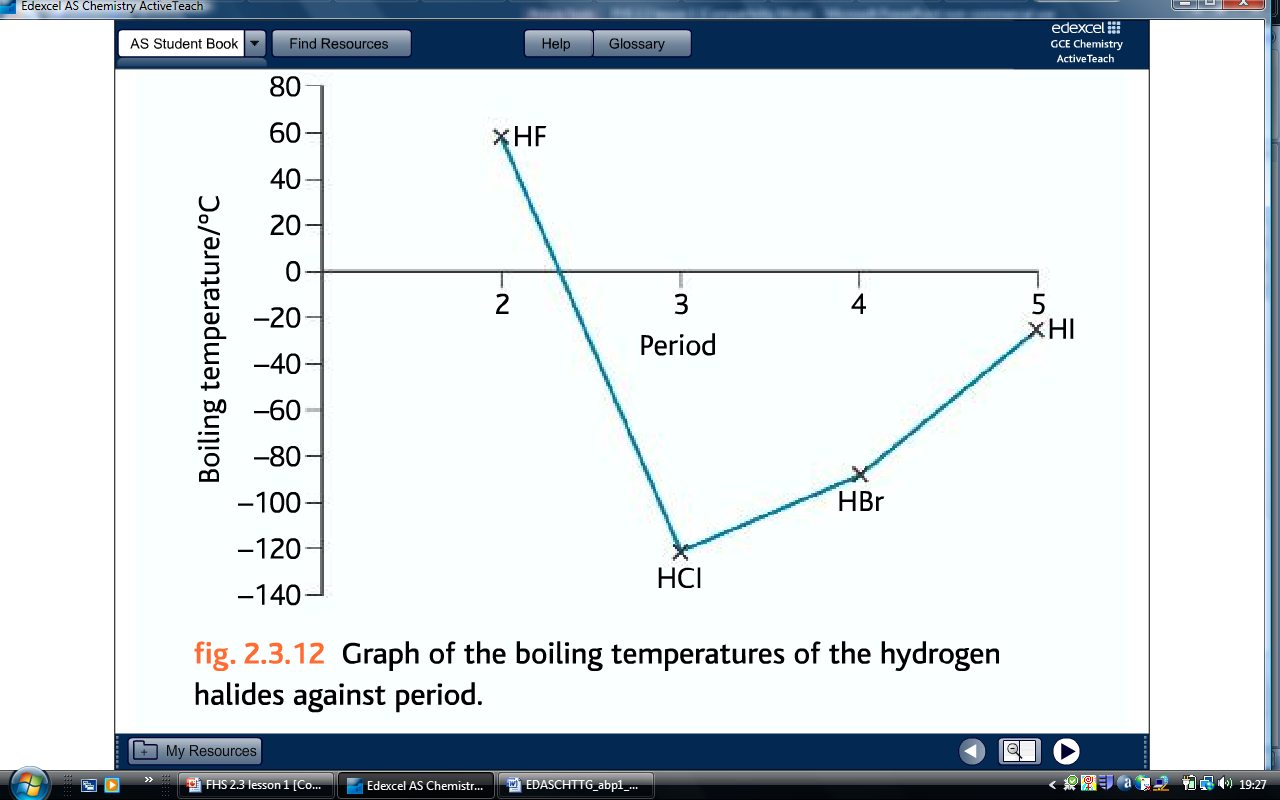 Edexcel AS Chemistry ActiveTeach
AS Student Book
Find Resources
Help
Glossary
edexcel
GCE Chemistry
ActiveTeach
80
60
40
20
0
–20
–40
–60
–80
–100
–120
–140
Boiling temperature/°C
2
3
4
5
Period
HF
HCl
HBr
HI
fig. 2.3.12 Graph of the boiling temperatures of the hydrogen
halides against period.
My Resources
FHS 2.3 lesson 1 [Co...
Edexcel AS Chemistr...
EDASCHTTG_abp1_...
19:27